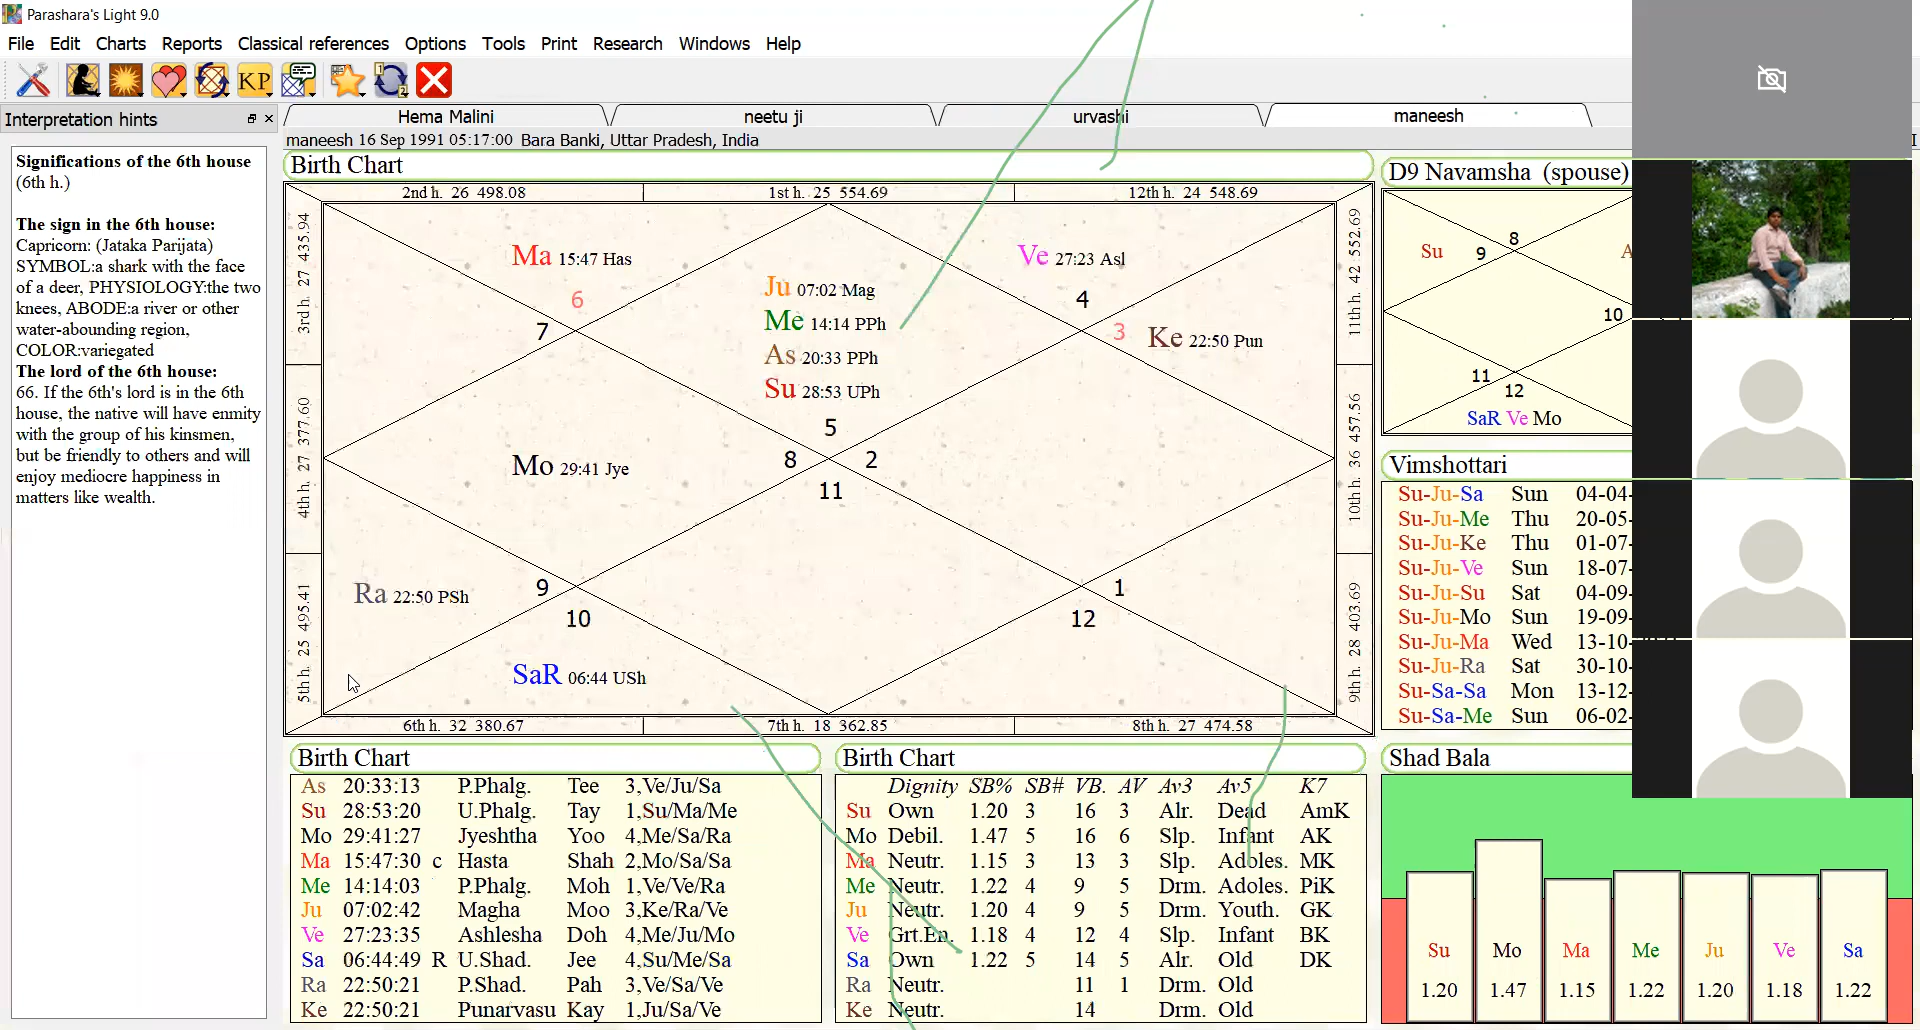 Parashara's Light 9.0
File Edit Charts Reports Classical references Options Tools Print Research Windows Help
KP
Interpretation hints
Hema Malini neetu ji urvashi maneesh
maneesh 16 Sep 1991 05:17:00 Bara Banki, Uttar Pradesh, India
Significations of the 6th house
(6th h.)
The sign in the 6th house:
Capricorn: (Jataka Parijata)
SYMBOL:a shark with the face
of a deer, PHYSIOLOGY:the two
knees, ABODE:a river or other
water-abounding region,
COLOR:variegated
The lord of the 6th house:
66. If the 6th's lord is in the 6th
house, the native will have enmity
with the group of his kinsmen,
but be friendly to others and will
enjoy mediocre happiness in
matters like wealth.
Birth Chart
2nd h. 26 498.08 1st h. 25 554.69 12th h. 24 548.69
3rd h. 27 435.94
4th h. 27 377.60
5th h. 25 495.41
11th h. 42 552.69
10th h. 36 457.56
9th h. 28 403.69
Ma 15:47 Has
6
7
Ju 07:02 Mag
Me 14:14 PPh
As 20:33 PPh
Su 28:53 UPh
5
Ve 27:23 Asl
4
3
Ke 22:50 Pun
8 2
11
Mo 29:41 Jye
Ra 22:50 PSh
9
10
SaR 06:44 USh
1
12
6th h. 32 380.67 7th h. 18 362.85 8th h. 27 474.58
D9 Navamsha (spouse)
Su 9 8
10
11
12
SaR Ve Mo
Vimshottari
Su-Ju-Sa Sun 04-04-
Su-Ju-Me Thu 20-05-
Su-Ju-Ke Thu 01-07-
Su-Ju-Ve Sun 18-07-
Su-Ju-Su Sat 04-09-
Su-Ju-Mo Sun 19-09-
Su-Ju-Ma Wed 13-10-
Su-Ju-Ra Sat 30-10-
Su-Sa-Sa Mon 13-12-
Su-Sa-Me Sun 06-02-
Birth Chart
As 20:33:13 P.Phalg. Tee 3,Ve/Ju/Sa
Su 28:53:20 U.Phalg. Tay 1,Su/Ma/Me
Mo 29:41:27 Jyeshtha Yoo 4,Me/Sa/Ra
Ma 15:47:30 c Hasta Shah 2,Mo/Sa/Sa
Me 14:14:03 P.Phalg. Moh 1,Ve/Ve/Ra
Ju 07:02:42 Magha Moo 3,Ke/Ra/Ve
Ve 27:23:35 Ashlesha Doh 4,Me/Ju/Mo
Sa 06:44:49 R U.Shad. Jee 4,Su/Me/Sa
Ra 22:50:21 P.Shad. Pah 3,Ve/Sa/Ve
Ke 22:50:21 Punarvasu Kay 1,Ju/Sa/Ve
Birth Chart
Dignity SB% SB# VB. AV Av3 Av5 K7
Su Own 1.20 3 16 3 Alr. Dead AmK
Mo Debil. 1.47 5 16 6 Slp. Infant AK
Ma Neutr. 1.15 3 13 3 Slp. Adoles. MK
Me Neutr. 1.22 4 9 5 Drm. Adoles. PiK
Ju Neutr. 1.20 4 9 5 Drm. Youth. GK
Ve Grt.En. 1.18 4 12 4 Slp. Infant BK
Sa Own 1.22 5 14 5 Alr. Old DK
Ra Neutr. 11 1 Drm. Old
Ke Neutr. 14 Drm. Old
Shad Bala
Su Mo Ma Me Ju Ve Sa
1.20 1.47 1.15 1.22 1.20 1.18 1.22